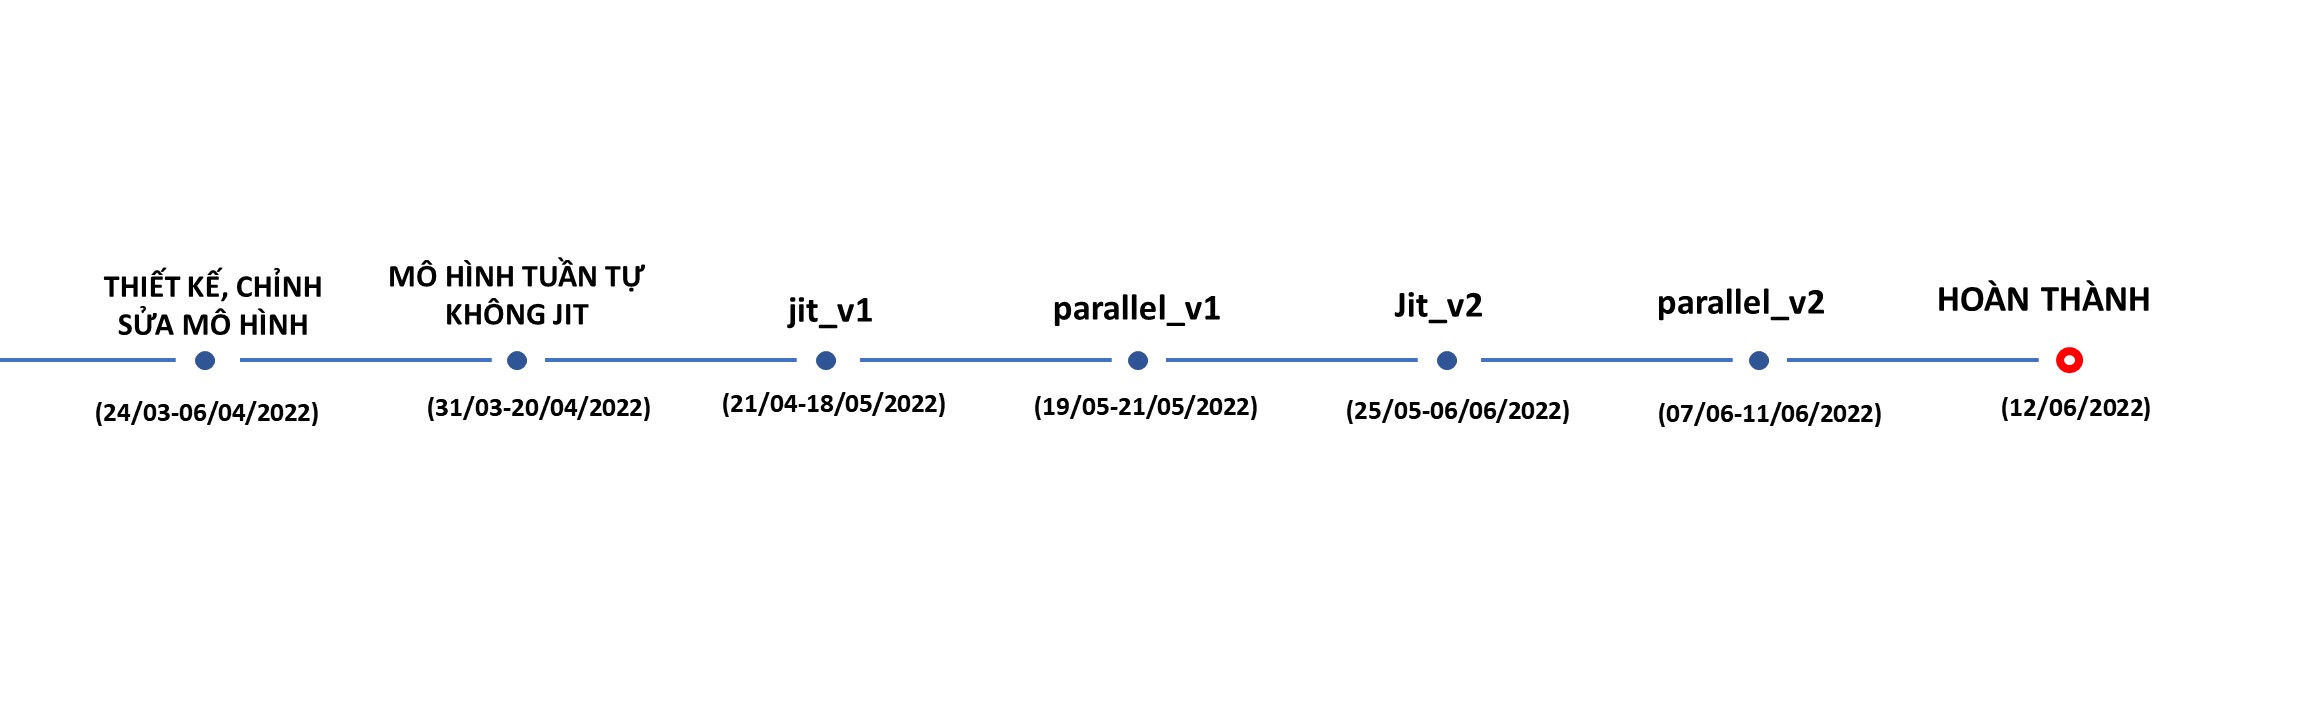 THIẾT KẾ, CHỈNH
SỬA MÔ HÌNH
(24/03-06/04/2022)
MÔ HÌNH TUẦN TỰ
KHÔNG JIT
(31/03-20/04/2022)
jit_v1
(21/04-18/05/2022)
parallel_v1
(19/05-21/05/2022)
Jit_v2
(25/05-06/06/2022)
parallel_v2
(07/06-11/06/2022)
HOÀN THÀNH
(12/06/2022)